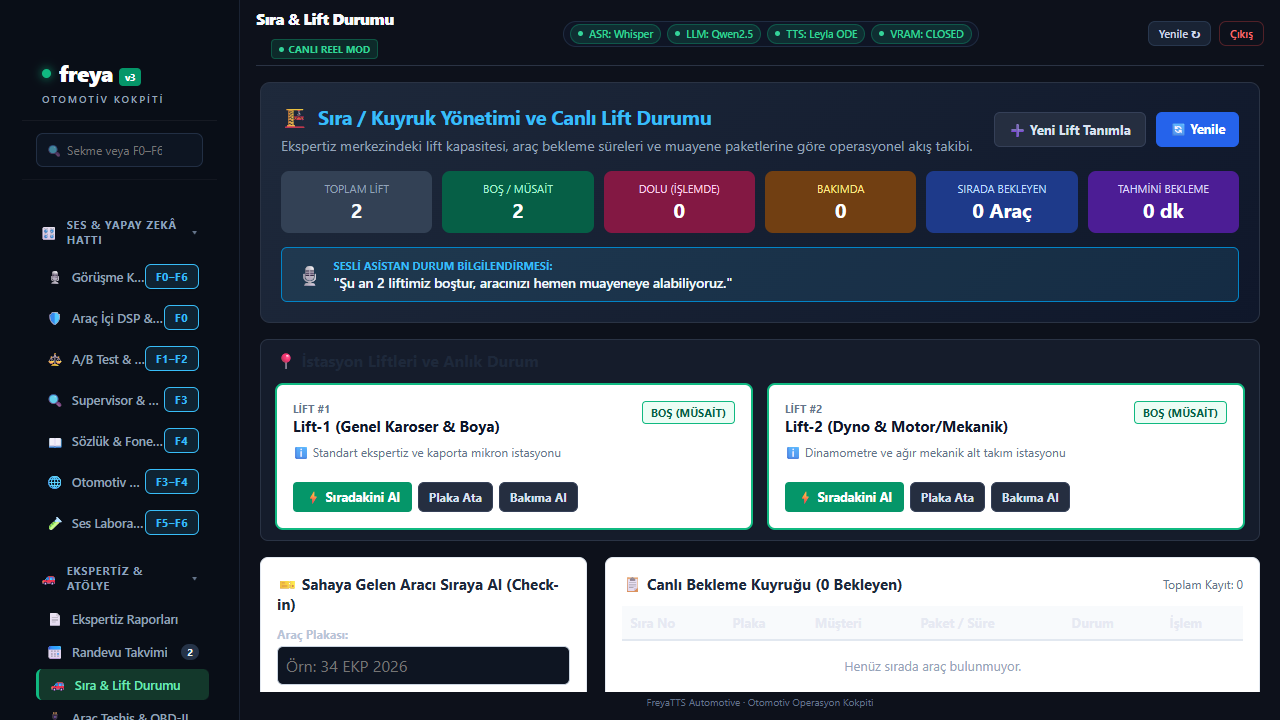 freya v3
OTOMOTİV KOKPİTİ
Sekme veya F0–F6
SES & YAPAY ZEKÂ
HATTI
Görüşme K... F0–F6
Araç İçi DSP &... F0
A/B Test & ... F1–F2
Supervisor & ... F3
Sözlük & Fone... F4
Otomotiv ... F3–F4
Ses Labora... F5–F6
EKSPERTİZ &
ATÖLYE
Ekspertiz Raporları
Randevu Takvimi 2
Sıra & Lift Durumu
Araç Teşhis & OBD-II
Sıra & Lift Durumu
CANLI REEL MOD
ASR: Whisper
LLM: Qwen2.5
TTS: Leyla ODE
VRAM: CLOSED
Yenile ↻
Çıkış
Sıra / Kuyruk Yönetimi ve Canlı Lift Durumu
Ekspertiz merkezindeki lift kapasitesi, araç bekleme süreleri ve muayene paketlerine göre operasyonel akış takibi.
Yeni Lift Tanımla
Yenile
TOPLAM LİFT
2
BOŞ / MÜSAİT
2
DOLU (İŞLEMDE)
0
BAKIMDA
0
SIRADA BEKLEYEN
0 Araç
TAHMİNİ BEKLEME
0 dk
SESLİ ASİSTAN DURUM BİLGİLENDİRMESİ:
"Şu an 2 liftimiz boştur, aracınızı hemen muayeneye alabiliyoruz."
İstasyon Liftleri ve Anlık Durum
LİFT #1
Lift-1 (Genel Karoser & Boya)
BOŞ (MÜSAİT)
Standart ekspertiz ve kaporta mikron istasyonu
Sıradakini Al
Plaka Ata
Bakıma Al
LİFT #2
Lift-2 (Dyno & Motor/Mekanik)
BOŞ (MÜSAİT)
Dinamometre ve ağır mekanik alt takım istasyonu
Sıradakini Al
Plaka Ata
Bakıma Al
Sahaya Gelen Aracı Sıraya Al (Check-
in)
Araç Plakası:
Örn: 34 EKP 2026
Canlı Bekleme Kuyruğu (0 Bekleyen)
Toplam Kayıt: 0
Sıra No Plaka Müşteri Paket / Süre Durum İşlem
Henüz sırada araç bulunmuyor.
FreyaTTS Automotive · Otomotiv Operasyon Kokpiti